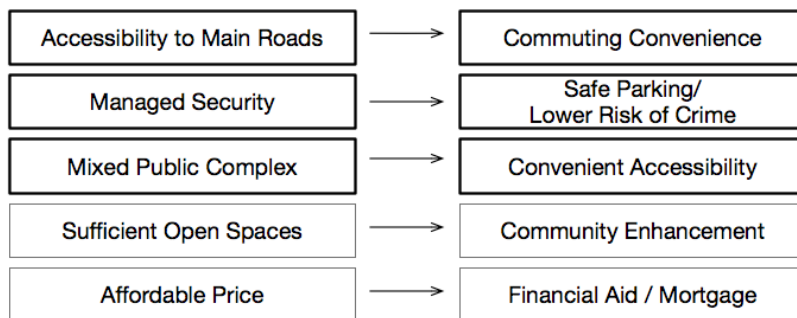 Accessibility to Main Roads
Commuting Convenience
Managed Security
Safe Parking/
Lower Risk of Crime
Mixed Public Complex
Convenient Accessibility
Sufficient Open Spaces
Community Enhancement
Affordable Price
Financial Aid / Mortgage